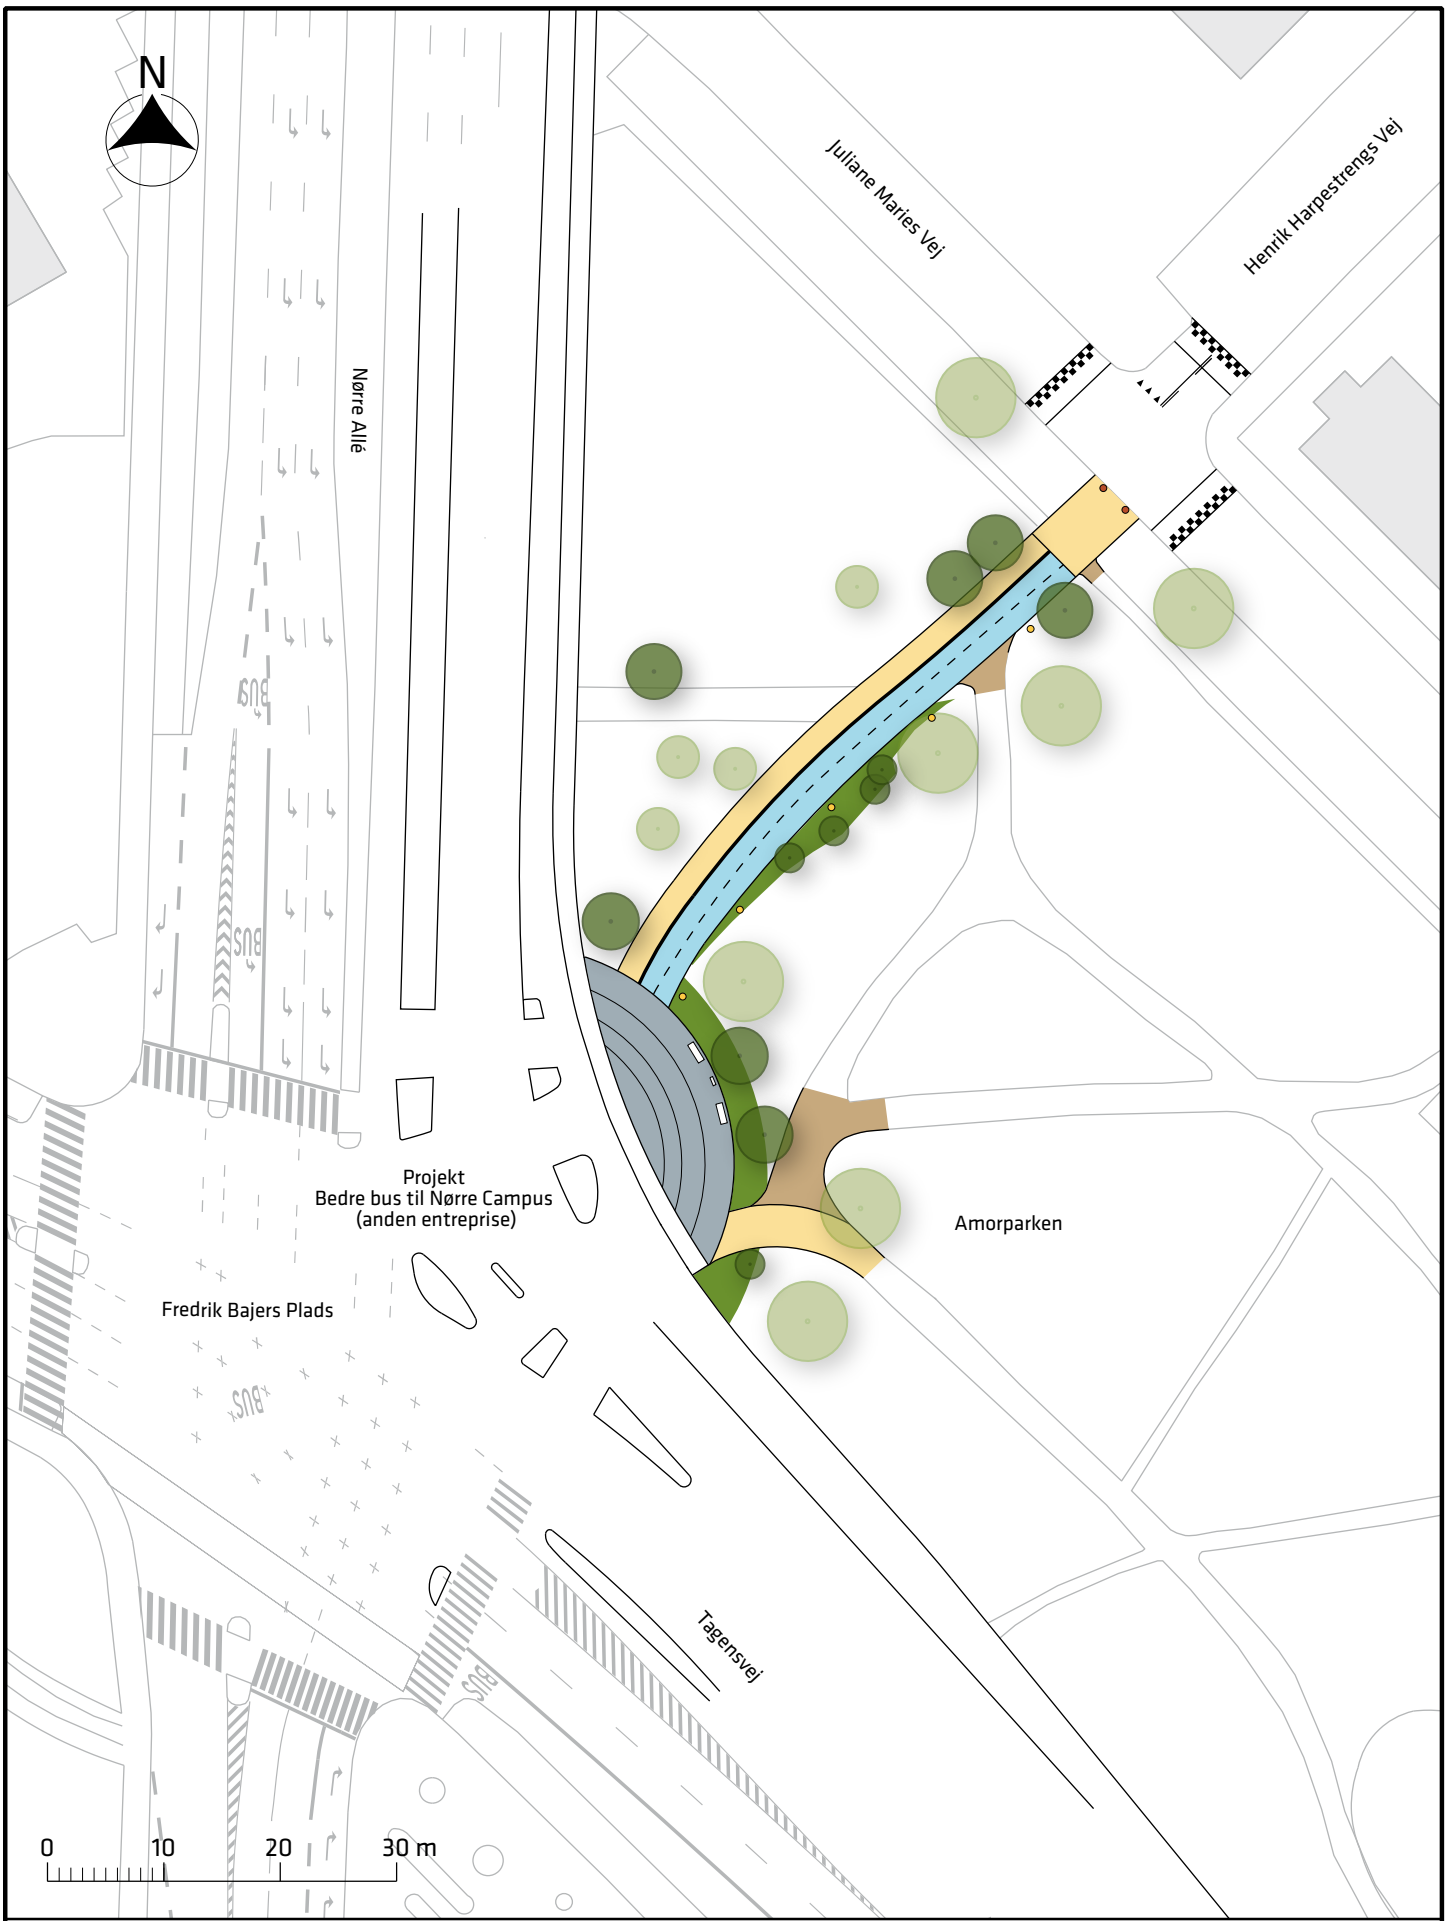 N
Juliane Maries Vej
Henrik Harpestrengs Vej
Nørre Allé
BUS
BUS
Projekt
Bedre bus til Nørre Campus
(anden entreprise)
Amorparken
Fredrik Bajers Plads
BUS
Tagensvej
BUS
0 10 20 30 m